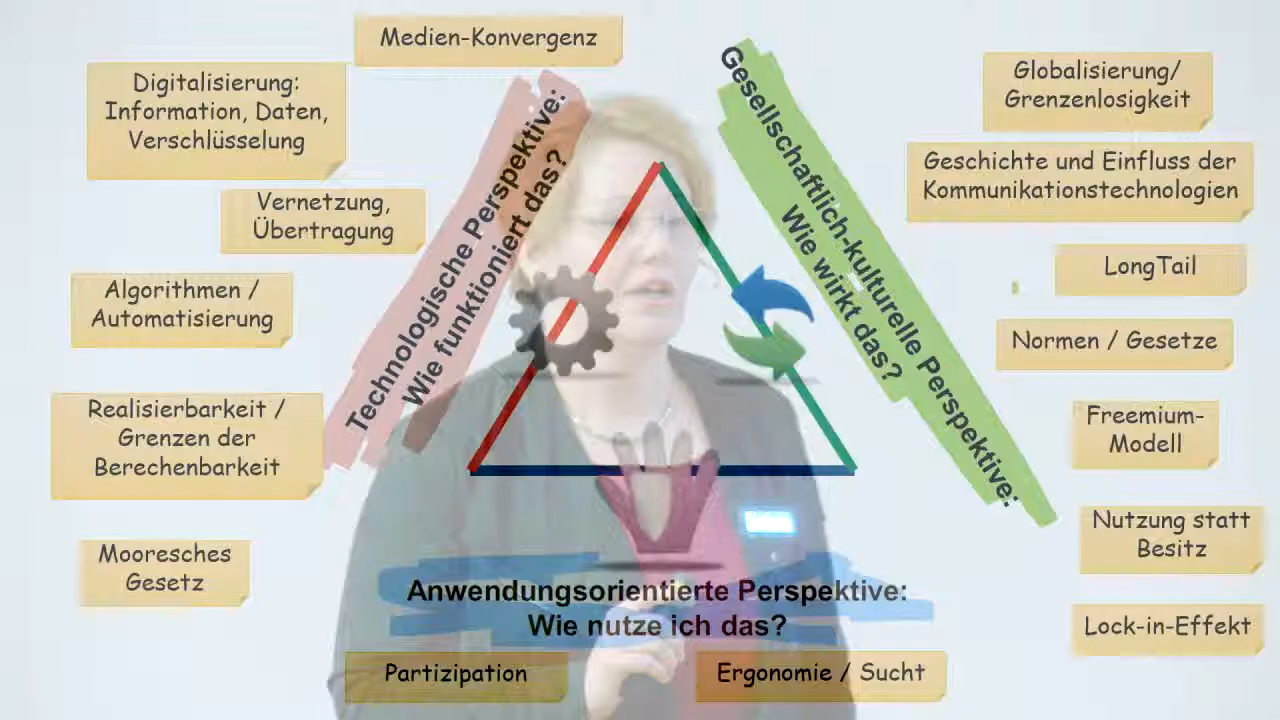 Medien-Konvergenz
Digitalisierung:
Information, Daten,
Verschlüsselung
Vernetzung,
Übertragung
Algorithmen /
Automatisierung
Realisierbarkeit /
Grenzen der
Berechenbarkeit
Mooresches
Gesetz
Technologische Perspektive:
Wie funktioniert das?
Gesellschaftlich-kulturelle Perspektive:
Wie wirkt das?
Globalisierung/
Grenzenlosigkeit
Geschichte und Einfluss der
Kommunikationstechnologien
LongTail
Normen / Gesetze
Freemium-
Modell
Nutzung statt
Besitz
Lock-in-Effekt
Anwendungsorientierte Perspektive:
Wie nutze ich das?
Partizipation
Ergonomie / Sucht